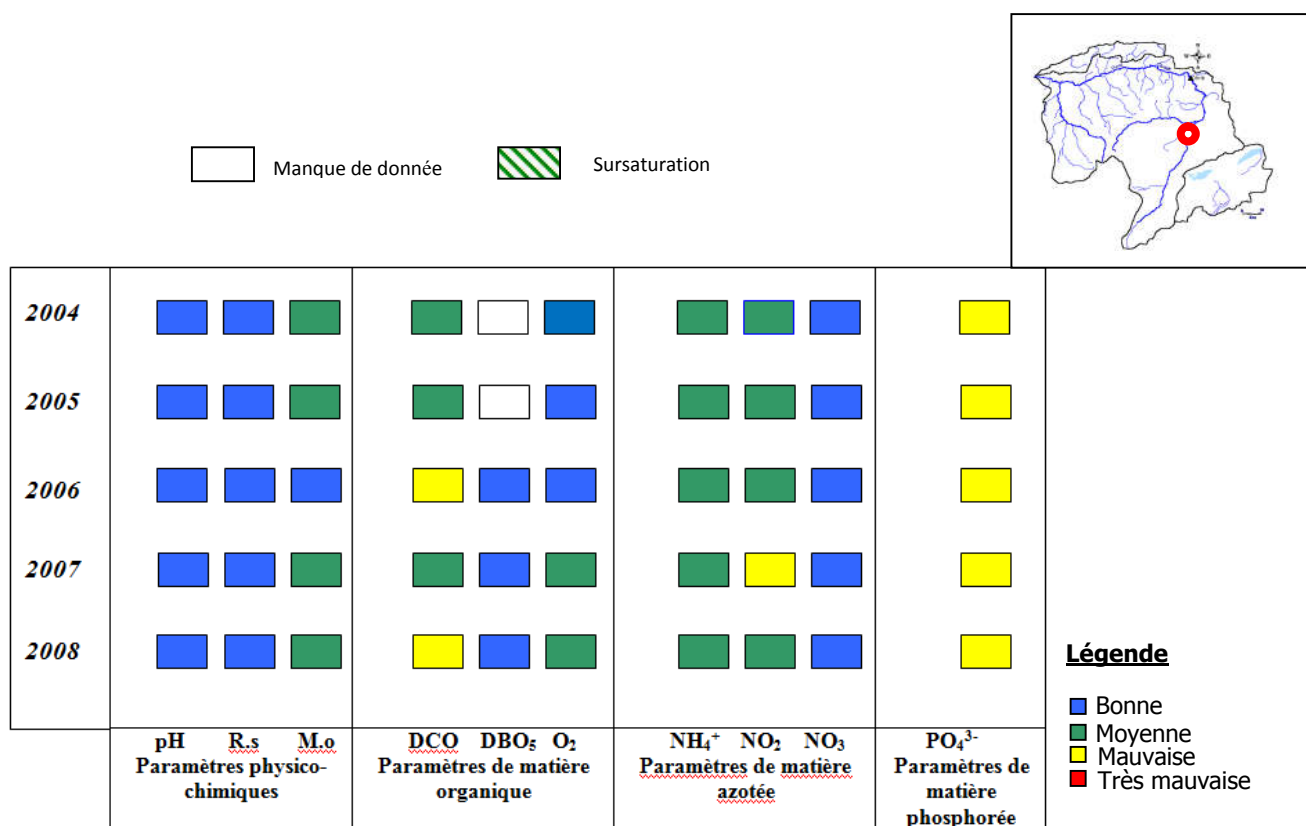 Manque de donnée
Sursaturation
2004
2005
2006
2007
2008
pH R.s M.o
Paramètres physico-
chimiques
DCO DBO₅ O₂
Paramètres de matière
organique
NH₄⁺ NO₂ NO₃
Paramètres de matière
azotée
PO₄³⁻
Paramètres de
matière
phosphorée
Légende
Bonne
Moyenne
Mauvaise
Très mauvaise